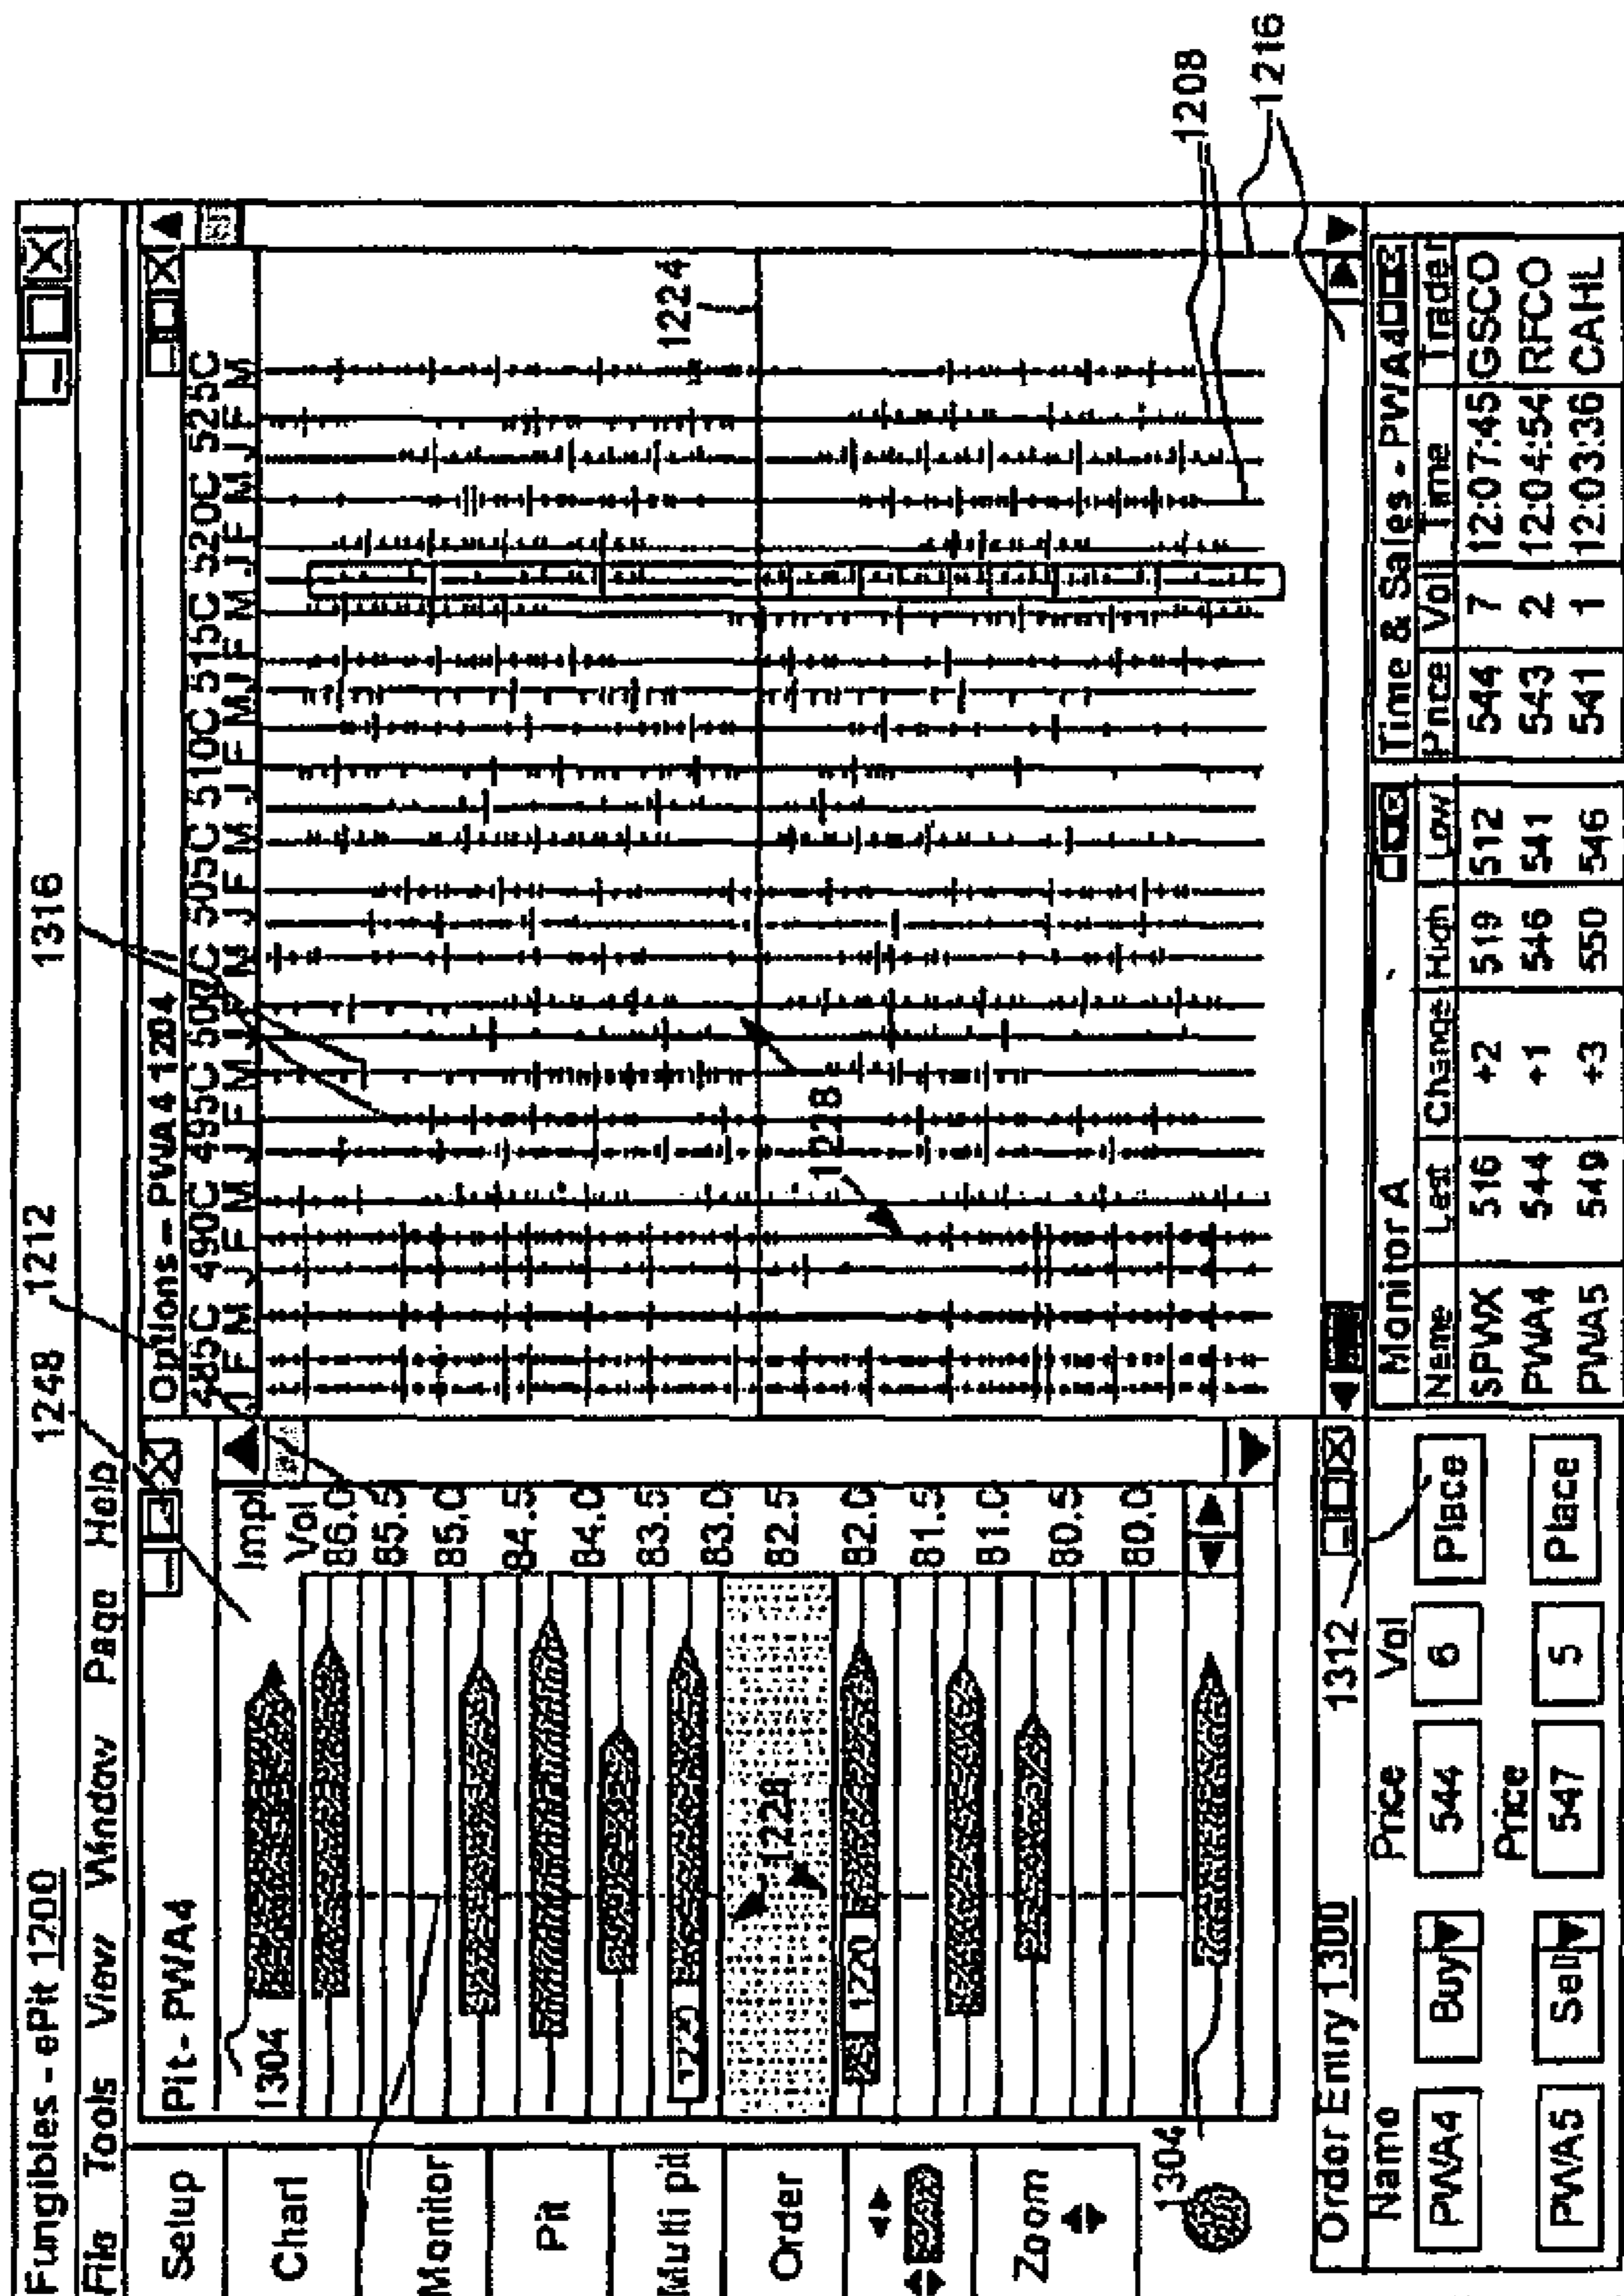 Fungibles - ePit 1200
File Tools View Window Page Help
1248 1212 1316
Setup
Chart
Monitor
Pit
Multi pit
Order
Zoom
1304
Pit - PWA4
1304
Impl
Vol
86.0
85.5
85.0
84.5
84.0
83.5
83.0
82.5
82.0
81.5
81.0
80.5
80.0
1220
1228
1220
Options - PWA4 1204
485C 490C 495C 500C 505C 510C 515C 520C 525C
J F M J F M J F M J F M J F M J F M J F M J F M J F M
1224
1228
1208
1216
Order Entry 1300
1312
Name Price Vol
PWA4 Buy 544 6 Place
Price
PWA5 Sell 547 5 Place
Monitor A
Name Last Change High Low
SPWX 516 +2 519 512
PWA4 544 +1 546 541
PWA5 549 +3 550 546
Time & Sales - PWA4
Price Vol Time Trader
544 7 12:07:45 GSCO
543 2 12:04:54 RFCO
541 1 12:03:36 CAHL